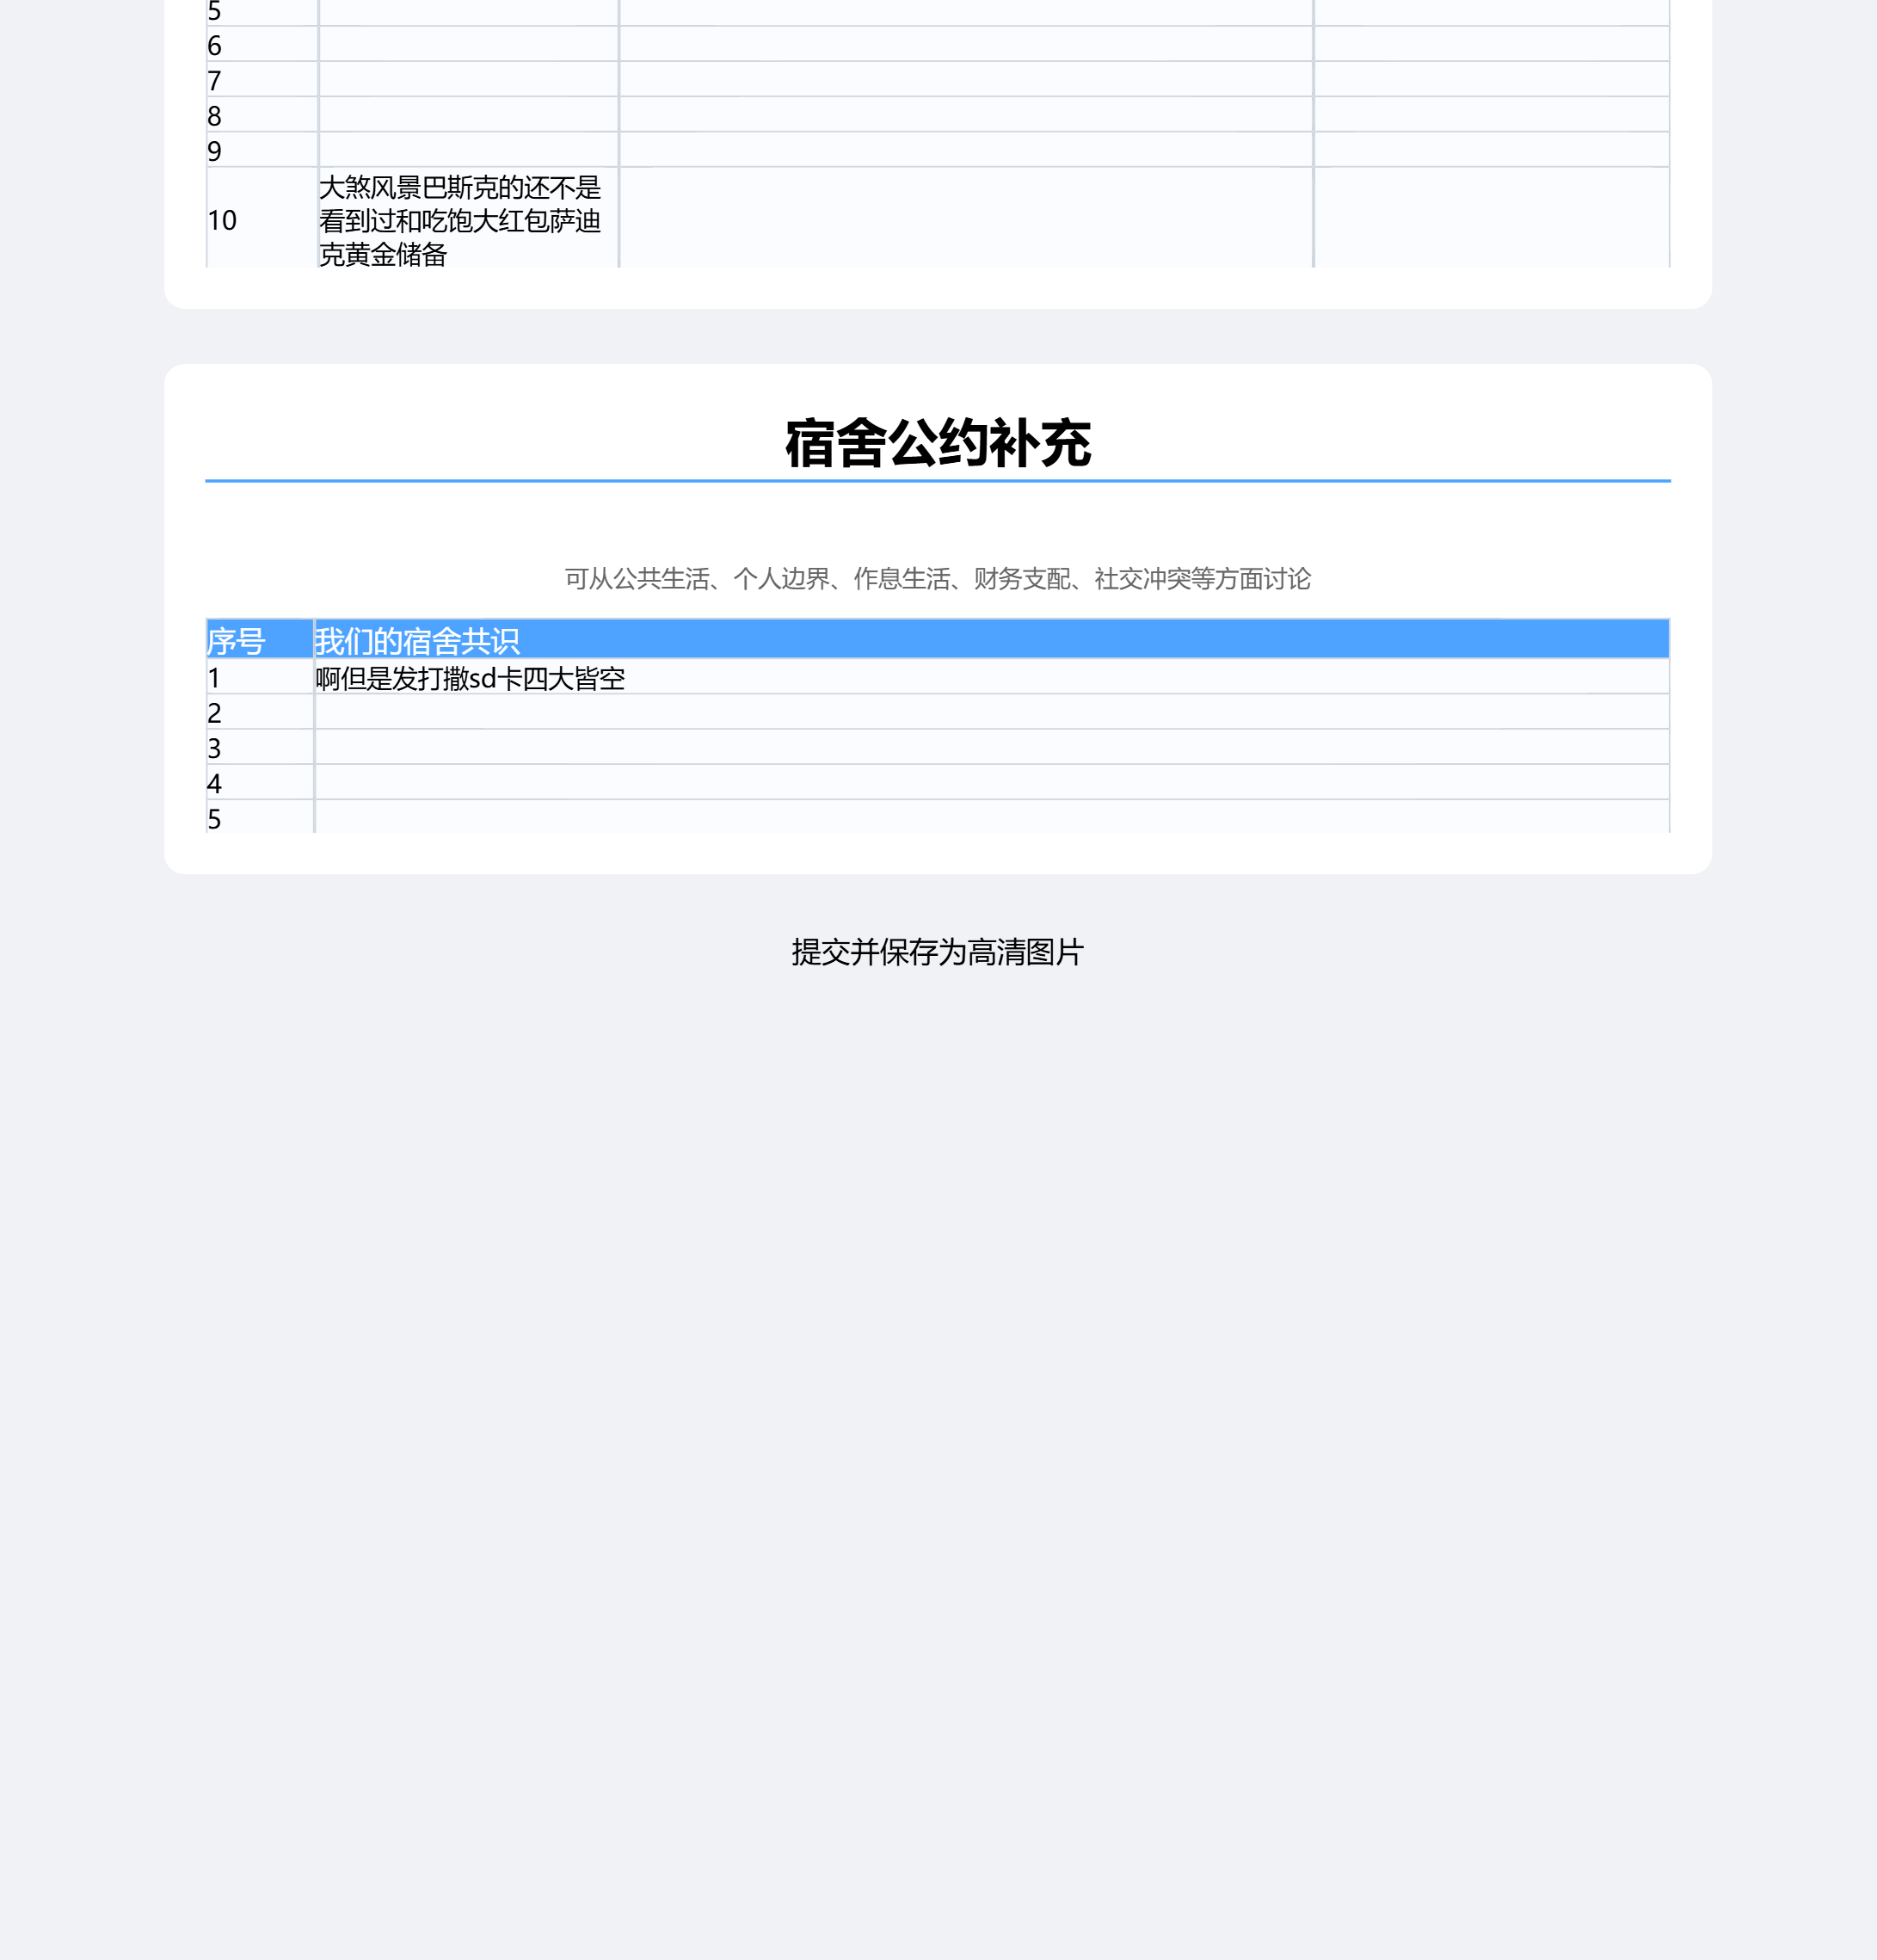 5
6
7
8
9
10
大煞风景巴斯克的还不是
看到过和吃饱大红包萨迪
克黄金储备
宿舍公约补充
可从公共生活、个人边界、作息生活、财务支配、社交冲突等方面讨论
序号 我们的宿舍共识
1 啊但是发打撒sd卡四大皆空
2
3
4
5
提交并保存为高清图片